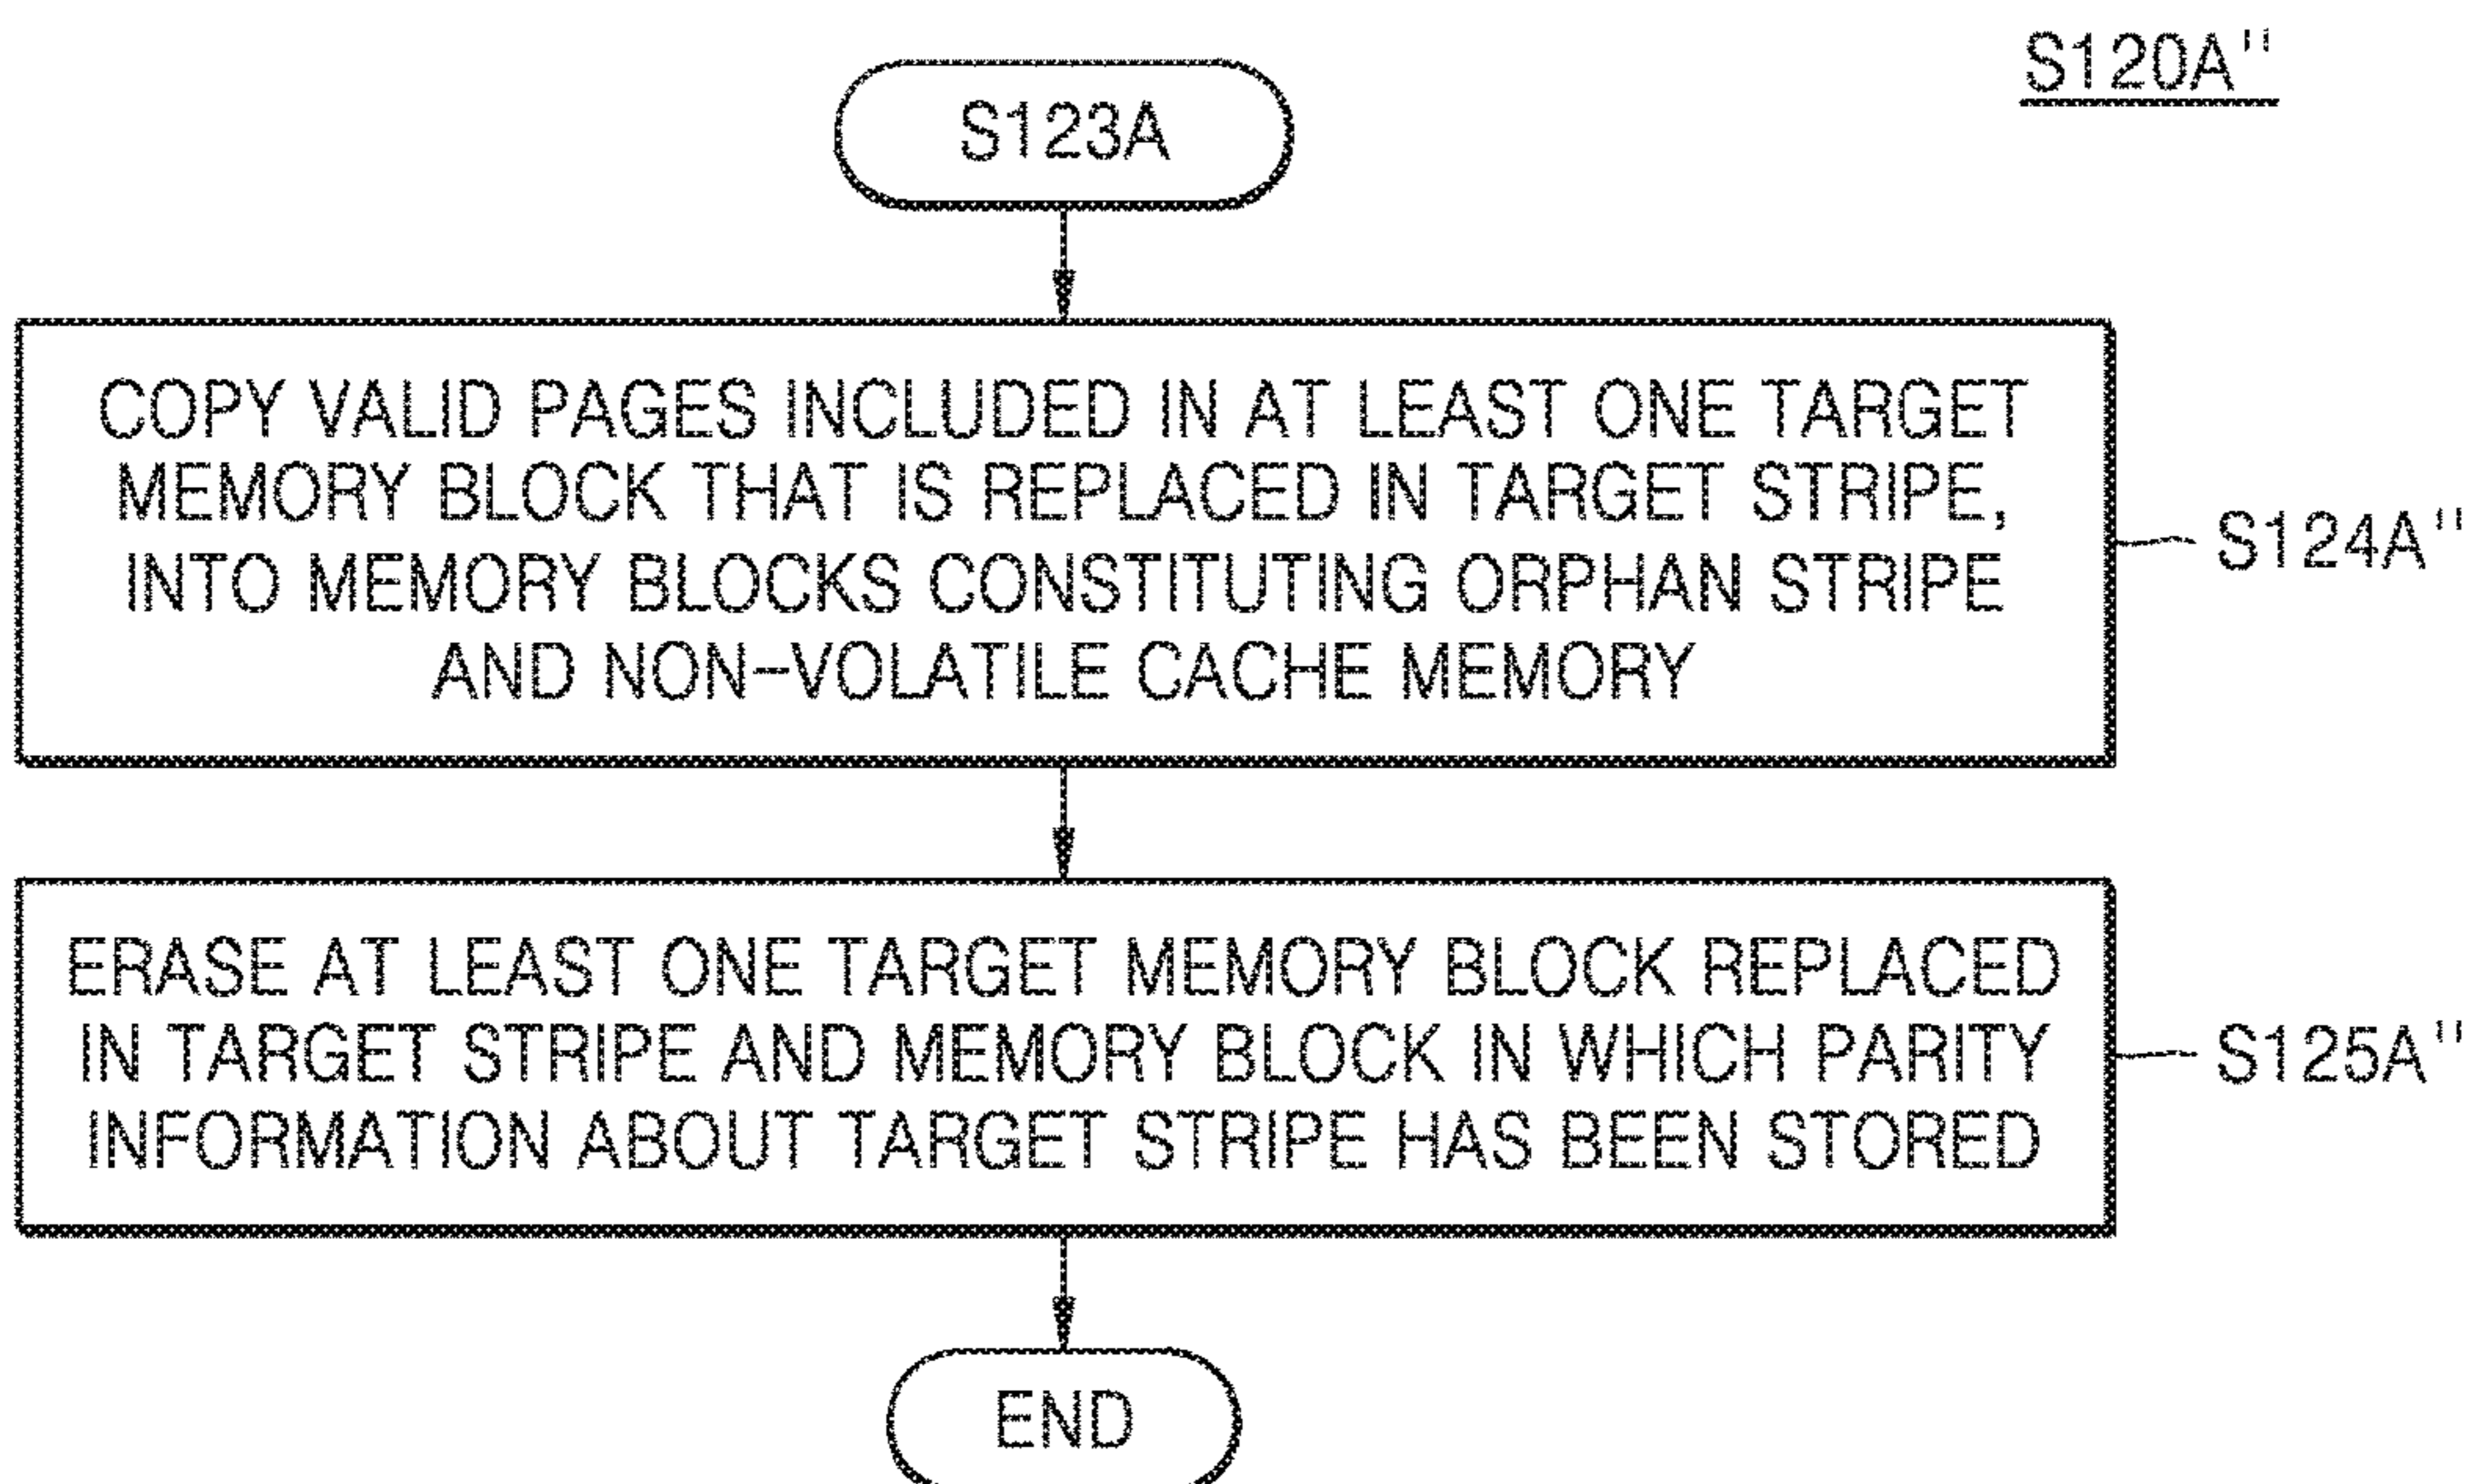 S120A"
S123A
COPY VALID PAGES INCLUDED IN AT LEAST ONE TARGET
MEMORY BLOCK THAT IS REPLACED IN TARGET STRIPE,
INTO MEMORY BLOCKS CONSTITUTING ORPHAN STRIPE
AND NON-VOLATILE CACHE MEMORY
S124A"
ERASE AT LEAST ONE TARGET MEMORY BLOCK REPLACED
IN TARGET STRIPE AND MEMORY BLOCK IN WHICH PARITY
INFORMATION ABOUT TARGET STRIPE HAS BEEN STORED
S125A"
END